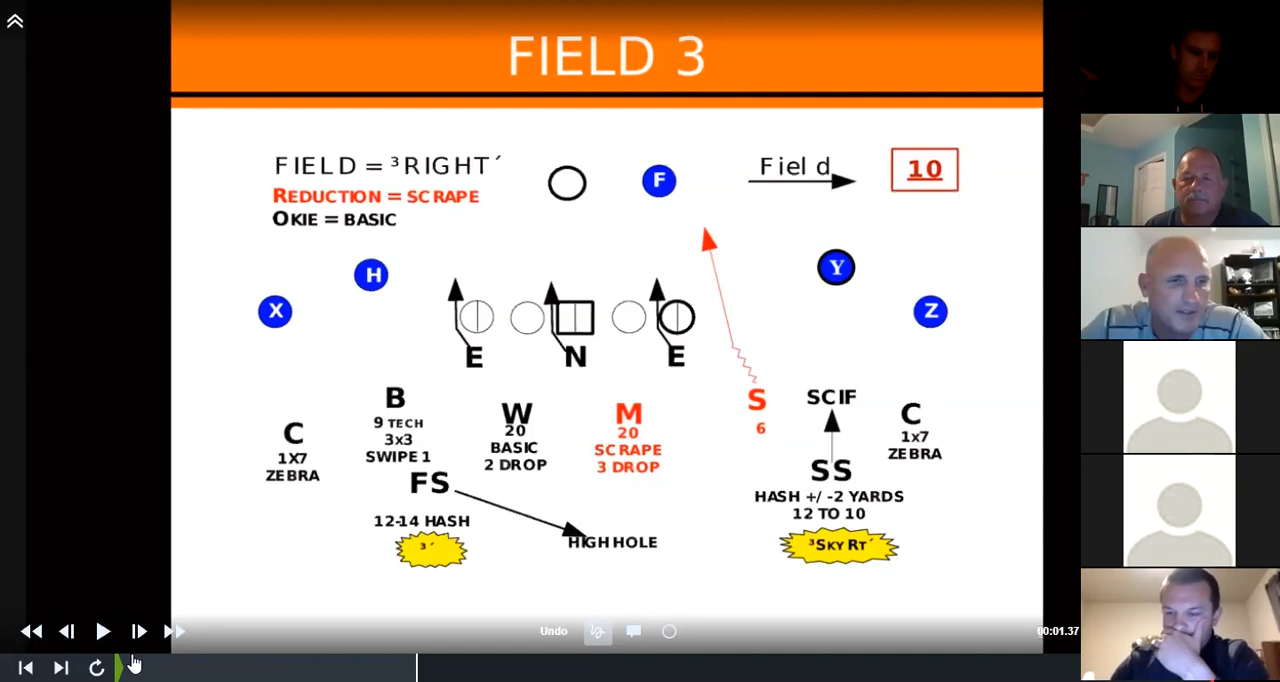 FIELD 3
FIELD = ³RIGHT´
REDUCTION = SCRAPE
OKIE = BASIC
F
Field
10
H
Y
X
Z
E
N
E
B
9 TECH
3x3
SWIPE 1
C
1X7
ZEBRA
W
20
BASIC
2 DROP
M
20
SCRAPE
3 DROP
S
6
SCIF
C
1x7
ZEBRA
FS
12-14 HASH
³ ´
HIGH HOLE
SS
HASH +/ -2 YARDS
12 TO 10
³SKY RT´
Undo
00:01.37